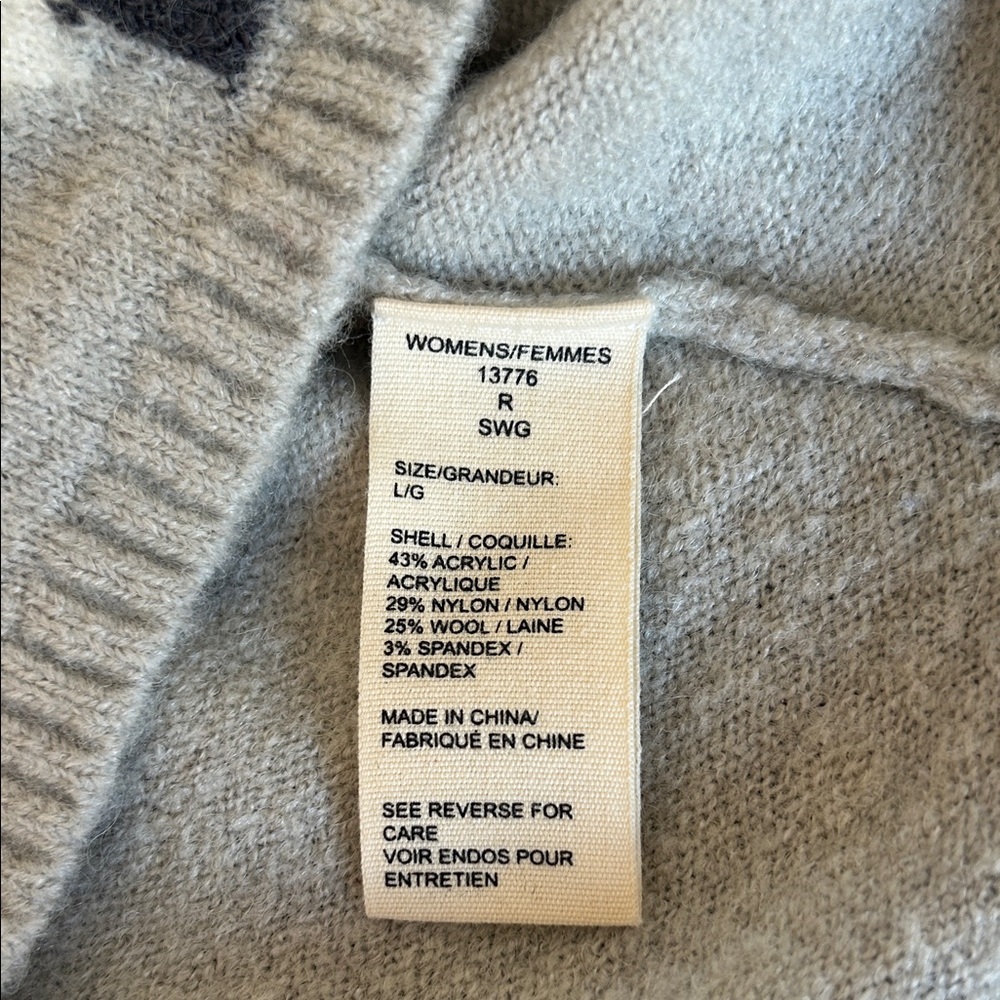 WOMENS/FEMMES
13776
R
SWG
SIZE/GRANDEUR:
L/G
SHELL / COQUILLE:
43% ACRYLIC /
ACRYLIQUE
29% NYLON / NYLON
25% WOOL / LAINE
3% SPANDEX /
SPANDEX
MADE IN CHINA/
FABRIQUÉ EN CHINE
SEE REVERSE FOR
CARE
VOIR ENDOS POUR
ENTRETIEN